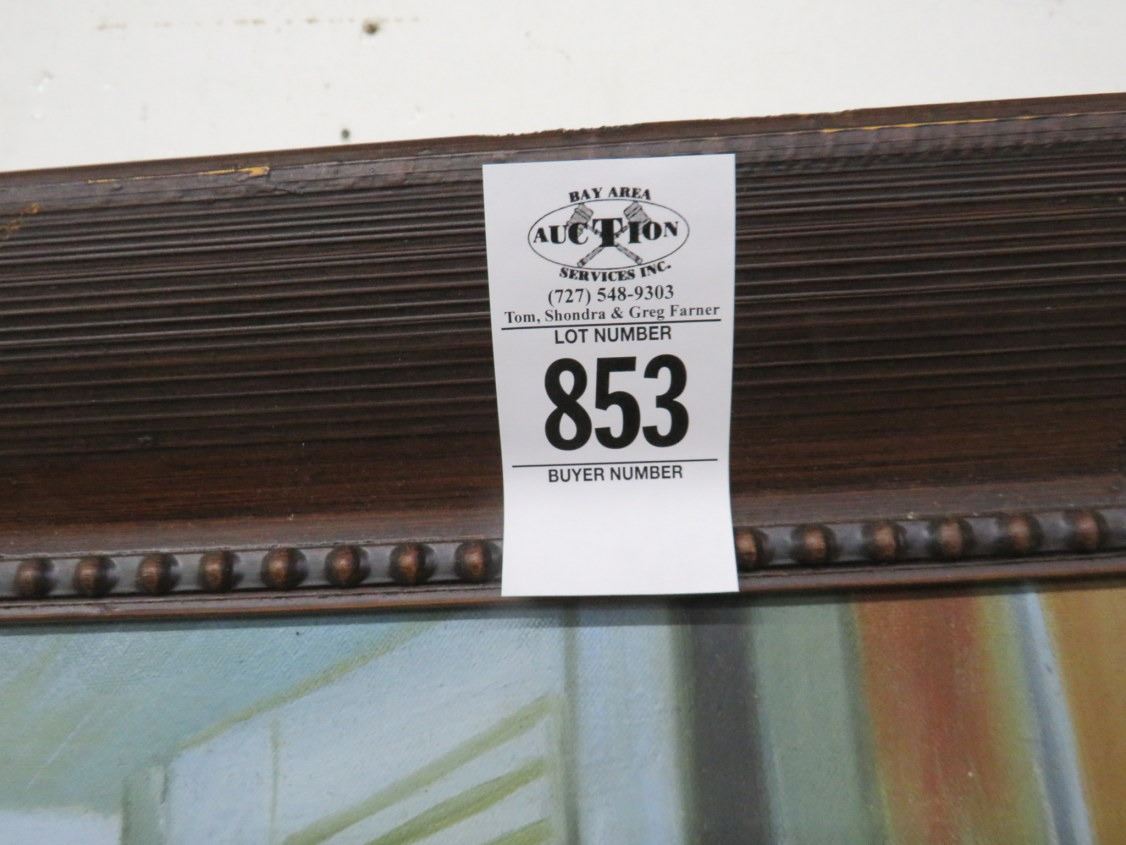 BAY AREA
AUCTION
SERVICES INC.
(727) 548-9303
Tom, Shondra & Greg Farner
LOT NUMBER
853
BUYER NUMBER